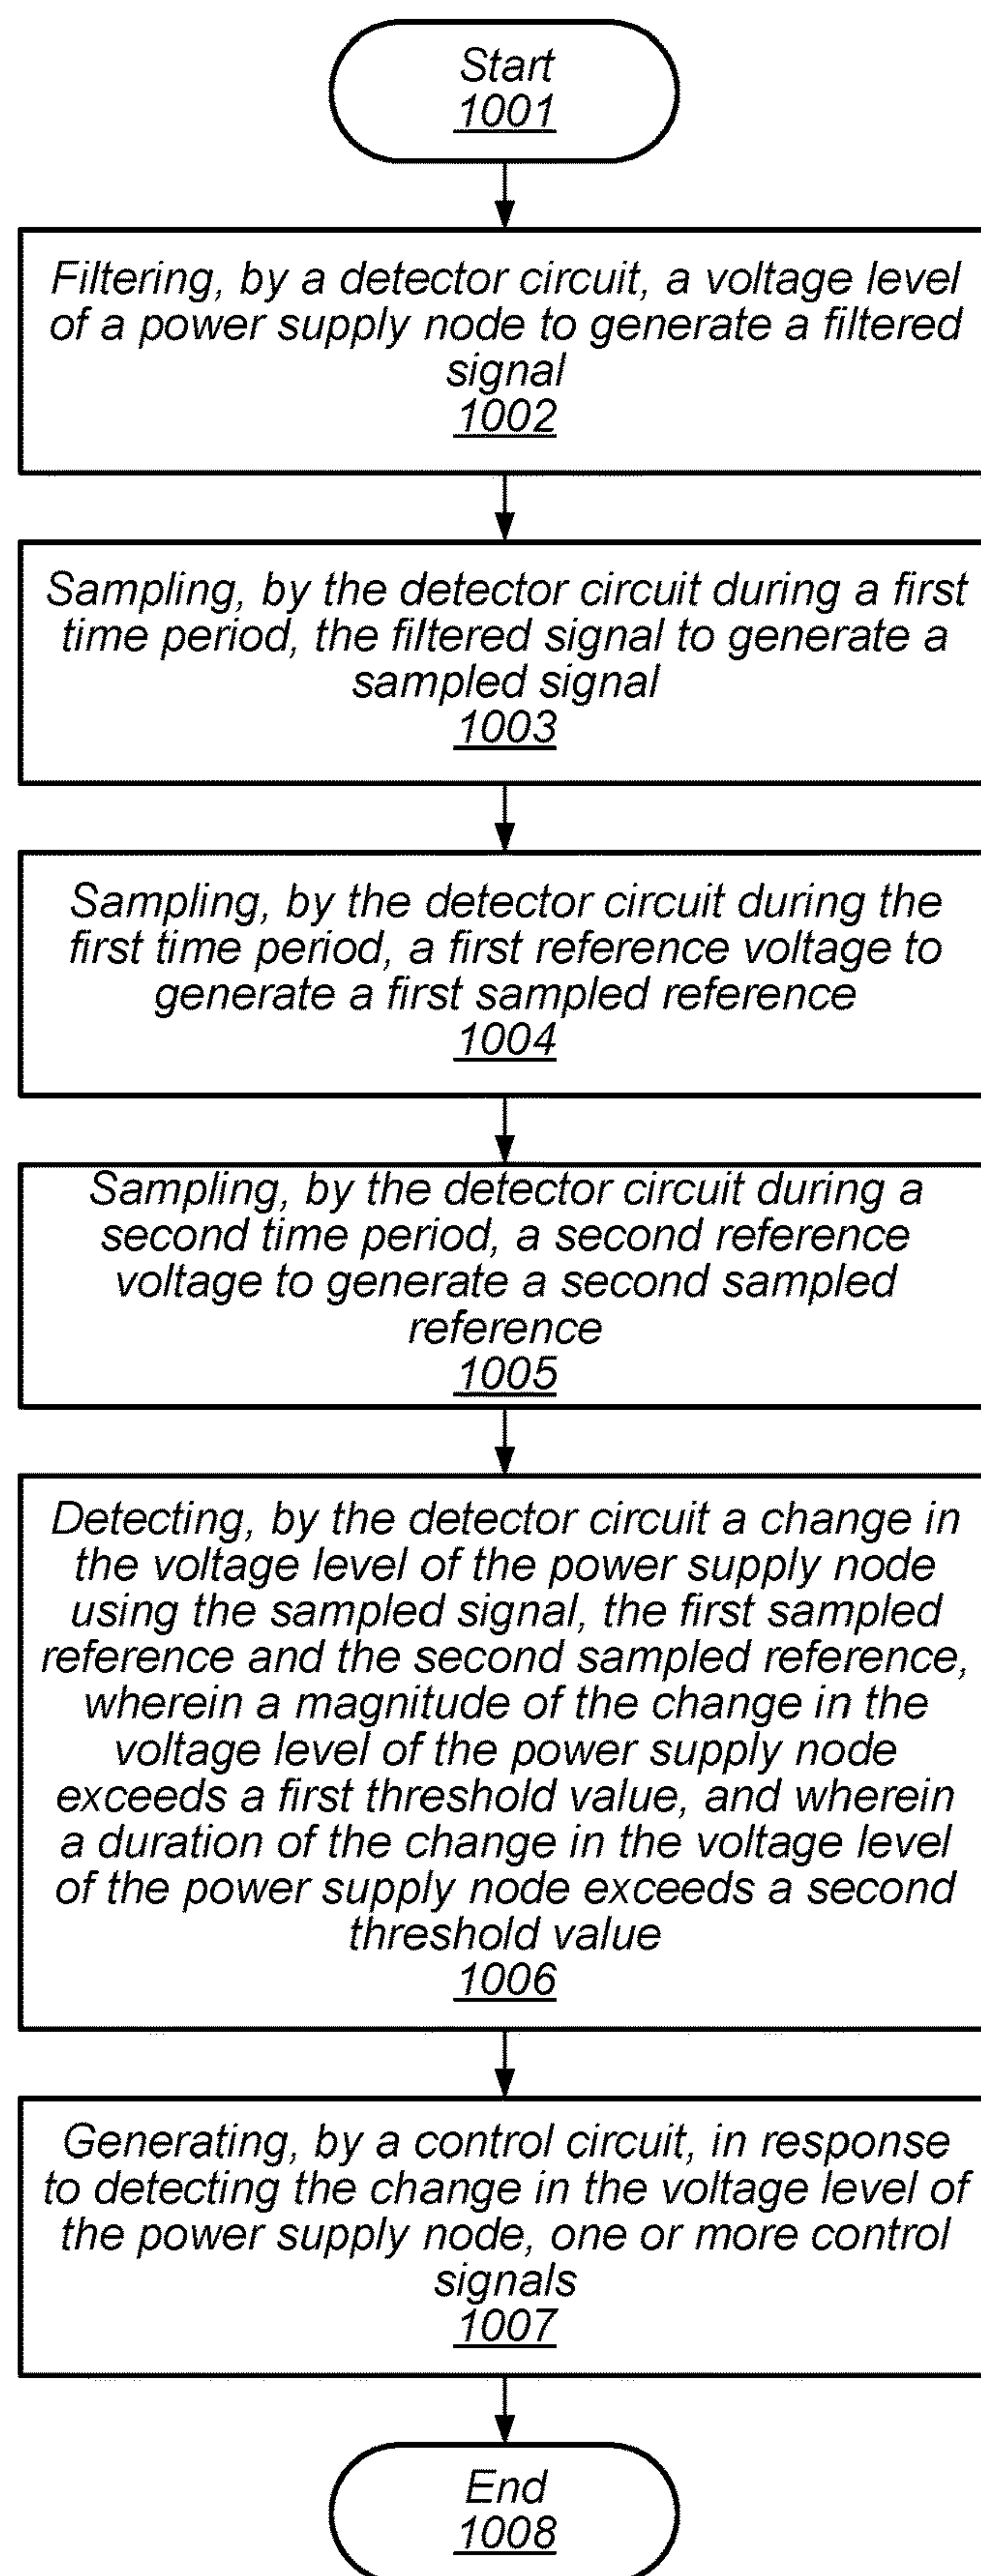 Start
1001
Filtering, by a detector circuit, a voltage level
of a power supply node to generate a filtered
signal
1002
Sampling, by the detector circuit during a first
time period, the filtered signal to generate a
sampled signal
1003
Sampling, by the detector circuit during the
first time period, a first reference voltage to
generate a first sampled reference
1004
Sampling, by the detector circuit during a
second time period, a second reference
voltage to generate a second sampled
reference
1005
Detecting, by the detector circuit a change in
the voltage level of the power supply node
using the sampled signal, the first sampled
reference and the second sampled reference,
wherein a magnitude of the change in the
voltage level of the power supply node
exceeds a first threshold value, and wherein
a duration of the change in the voltage level
of the power supply node exceeds a second
threshold value
1006
Generating, by a control circuit, in response
to detecting the change in the voltage level of
the power supply node, one or more control
signals
1007
End
1008